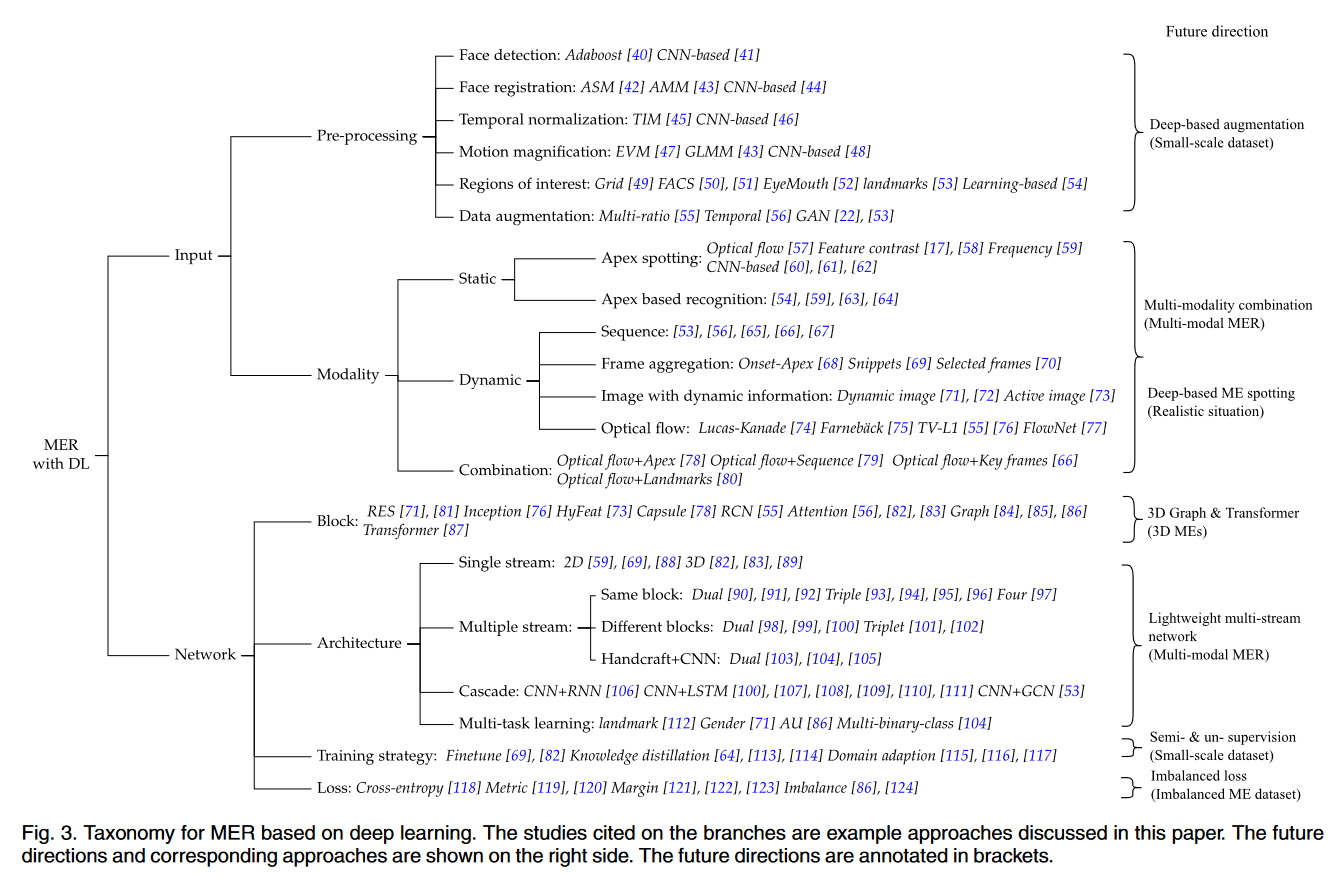 Future direction
Face detection: Adaboost [40] CNN-based [41]
Face registration: ASM [42] AMM [43] CNN-based [44]
Temporal normalization: TIM [45] CNN-based [46]
Motion magnification: EVM [47] GLMM [43] CNN-based [48]
Regions of interest: Grid [49] FACS [50], [51] EyeMouth [52] landmarks [53] Learning-based [54]
Data augmentation: Multi-ratio [55] Temporal [56] GAN [22], [53]
Pre-processing
Deep-based augmentation
(Small-scale dataset)
Input
Static
Apex spotting: Optical flow [57] Feature contrast [17], [58] Frequency [59]
CNN-based [60], [61], [62]
Apex based recognition: [54], [59], [63], [64]
Modality
Dynamic
Sequence: [53], [56], [65], [66], [67]
Frame aggregation: Onset-Apex [68] Snippets [69] Selected frames [70]
Image with dynamic information: Dynamic image [71], [72] Active image [73]
Optical flow: Lucas-Kanade [74] Farnebäck [75] TV-L1 [55] [76] FlowNet [77]
Combination: Optical flow+Apex [78] Optical flow+Sequence [79] Optical flow+Key frames [66]
Optical flow+Landmarks [80]
Multi-modality combination
(Multi-modal MER)
Deep-based ME spotting
(Realistic situation)
MER
with DL
Block: RES [71], [81] Inception [76] HyFeat [73] Capsule [78] RCN [55] Attention [56], [82], [83] Graph [84], [85], [86]
Transformer [87]
3D Graph & Transformer
(3D MEs)
Network
Architecture
Single stream: 2D [59], [69], [88] 3D [82], [83], [89]
Multiple stream:
Same block: Dual [90], [91], [92] Triple [93], [94], [95], [96] Four [97]
Different blocks: Dual [98], [99], [100] Triplet [101], [102]
Handcraft+CNN: Dual [103], [104], [105]
Cascade: CNN+RNN [106] CNN+LSTM [100], [107], [108], [109], [110], [111] CNN+GCN [53]
Multi-task learning: landmark [112] Gender [71] AU [86] Multi-binary-class [104]
Lightweight multi-stream
network
(Multi-modal MER)
Training strategy: Finetune [69], [82] Knowledge distillation [64], [113], [114] Domain adaption [115], [116], [117]
Semi- & un- supervision
(Small-scale dataset)
Loss: Cross-entropy [118] Metric [119], [120] Margin [121], [122], [123] Imbalance [86], [124]
Imbalanced loss
(Imbalanced ME dataset)
Fig. 3. Taxonomy for MER based on deep learning. The studies cited on the branches are example approaches discussed in this paper. The future
directions and corresponding approaches are shown on the right side. The future directions are annotated in brackets.